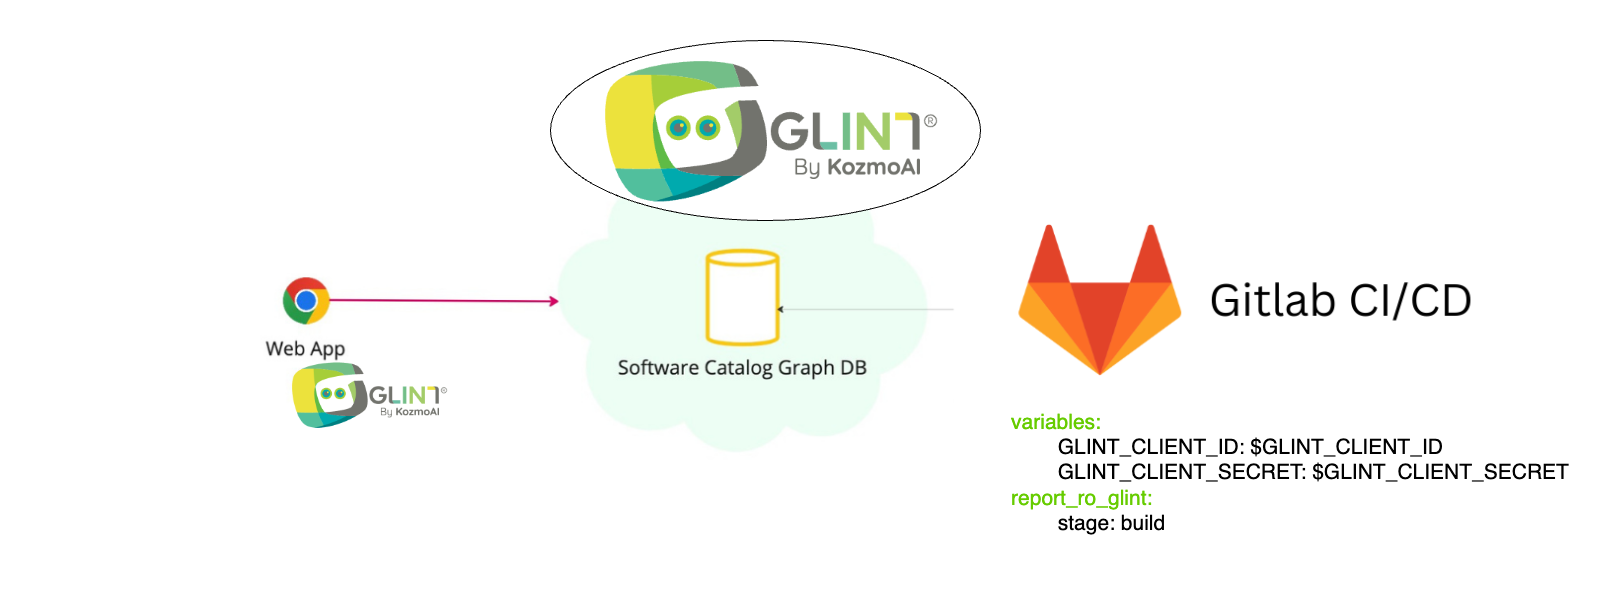 GLINT®
By KozmoAI
Web App
GLINT®
By KozmoAI
Software Catalog Graph DB
Gitlab CI/CD
variables:
GLINT_CLIENT_ID: $GLINT_CLIENT_ID
GLINT_CLIENT_SECRET: $GLINT_CLIENT_SECRET
report_ro_glint:
stage: build